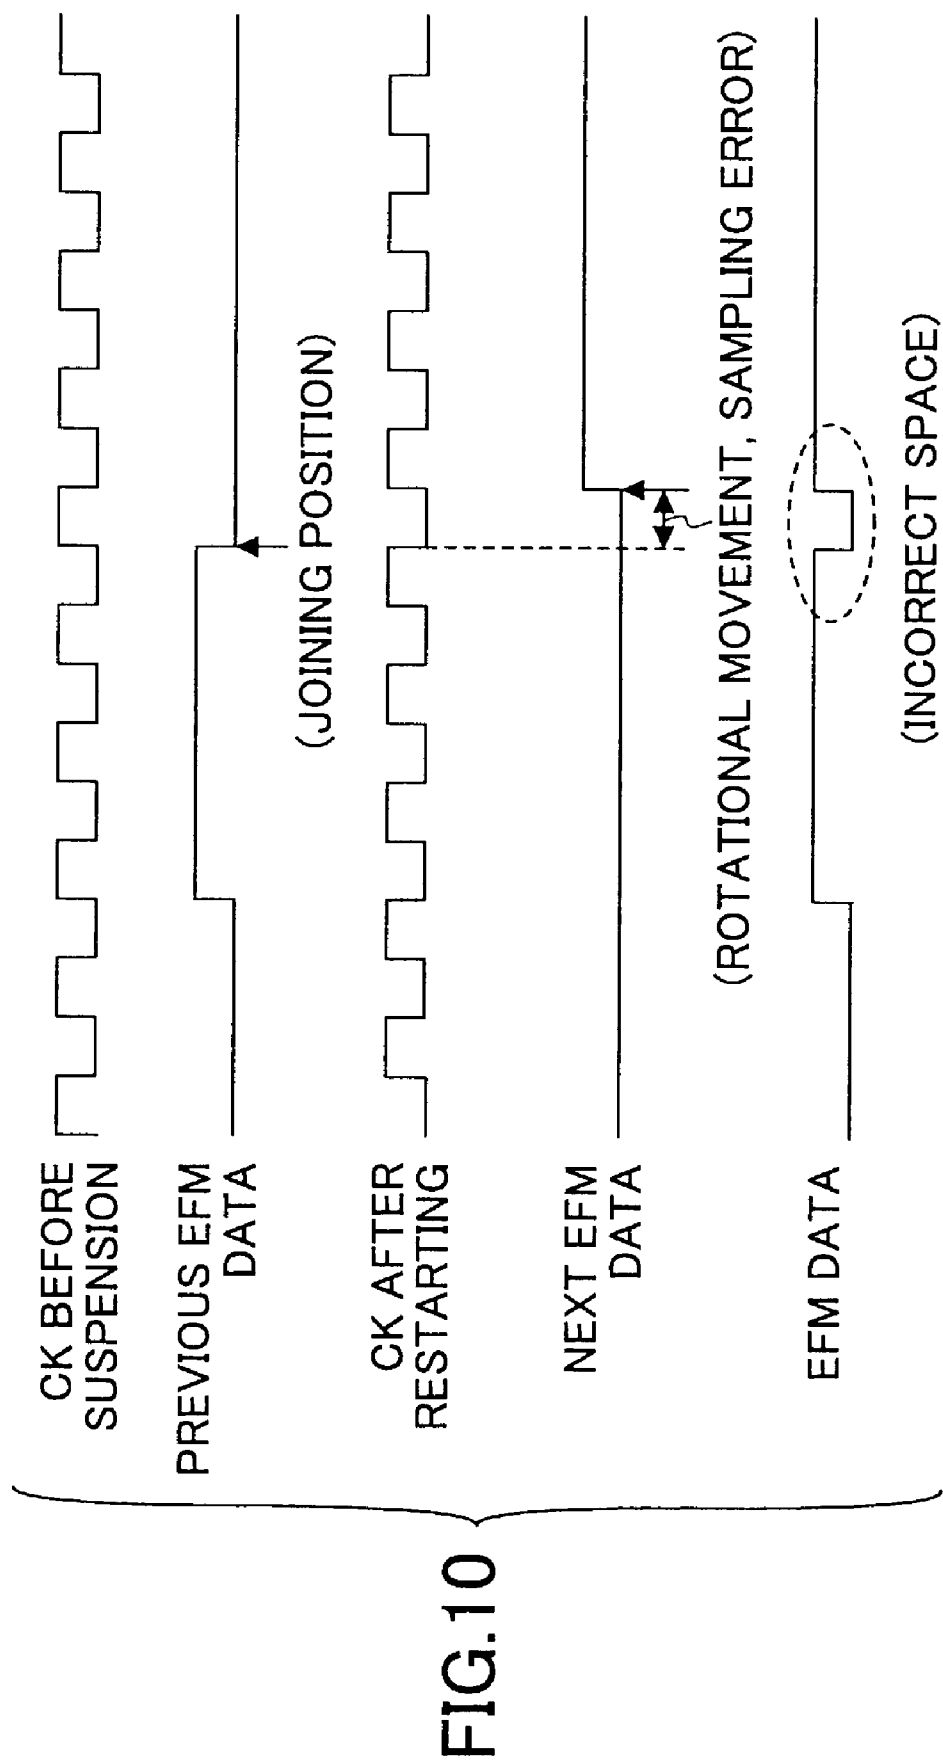 FIG.10
CK BEFORE
SUSPENSION
PREVIOUS EFM
DATA
(JOINING POSITION)
CK AFTER
RESTARTING
NEXT EFM
DATA
(ROTATIONAL MOVEMENT, SAMPLING ERROR)
EFM DATA
(INCORRECT SPACE)